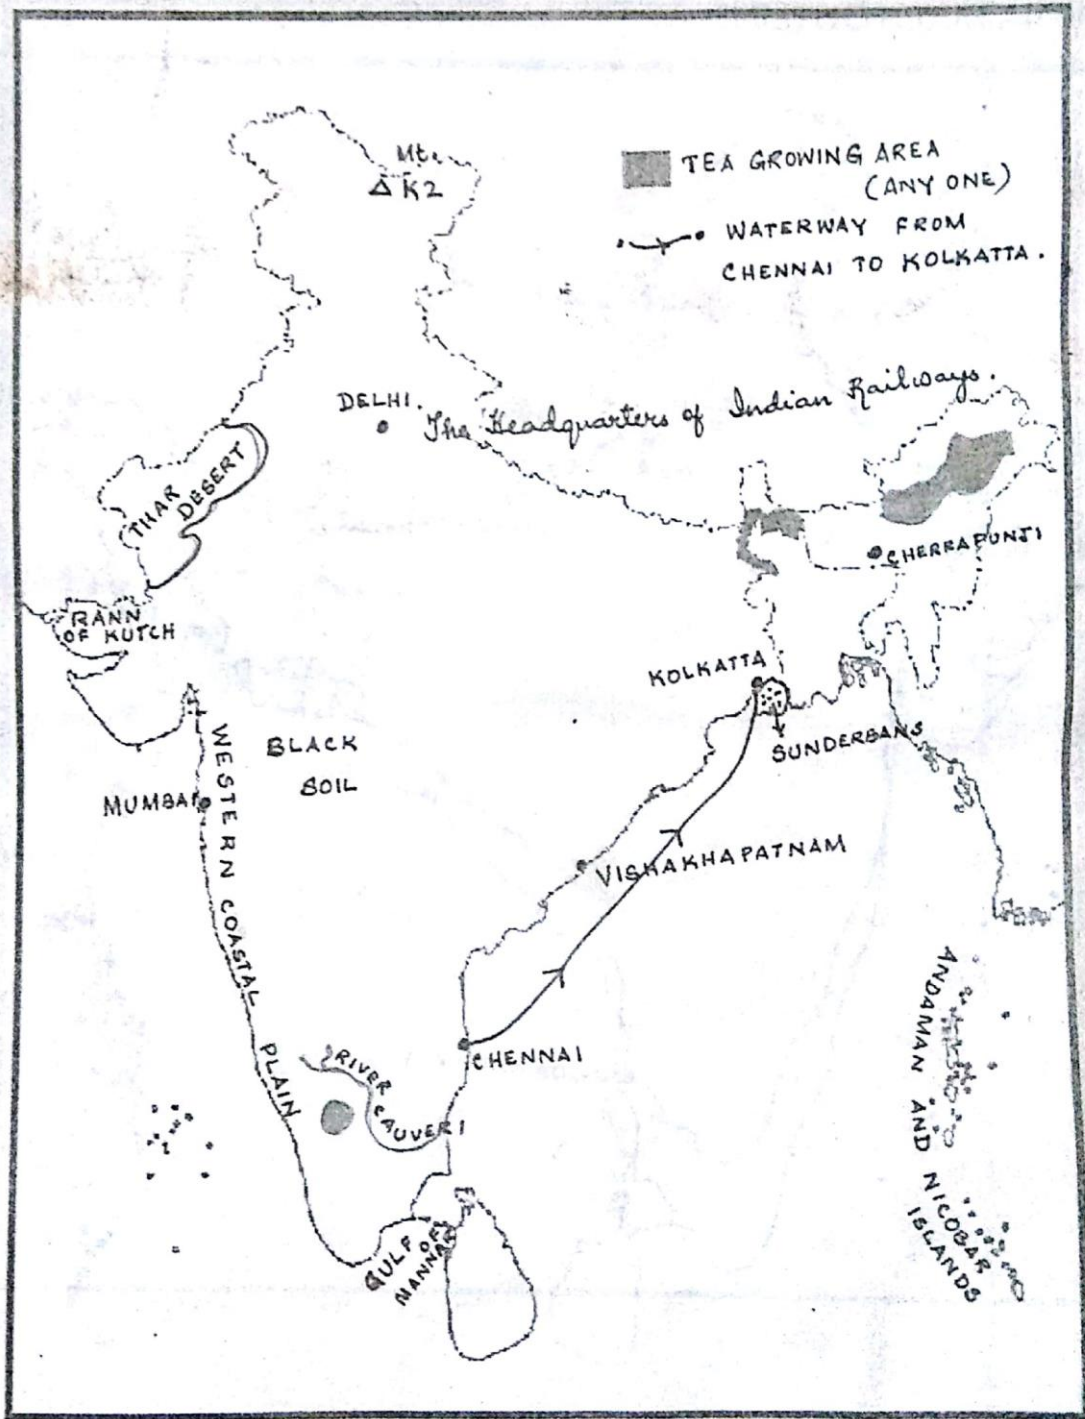 Mt.
△ K2
TEA GROWING AREA
(ANY ONE)
WATERWAY FROM
CHENNAI TO KOLKATTA.
DELHI.
The Headquarters of Indian Railways.
THAR
DESERT
CHERRAPUNJI
RANN
OF KUTCH
KOLKATTA
SUNDERBANS
BLACK
SOIL
MUMBAI
WESTERN COASTAL PLAIN
VISHAKHAPATNAM
CHENNAI
RIVER
CAUVERI
GULF
OF
MANNAR
ANDAMAN AND NICOBAR
ISLANDS